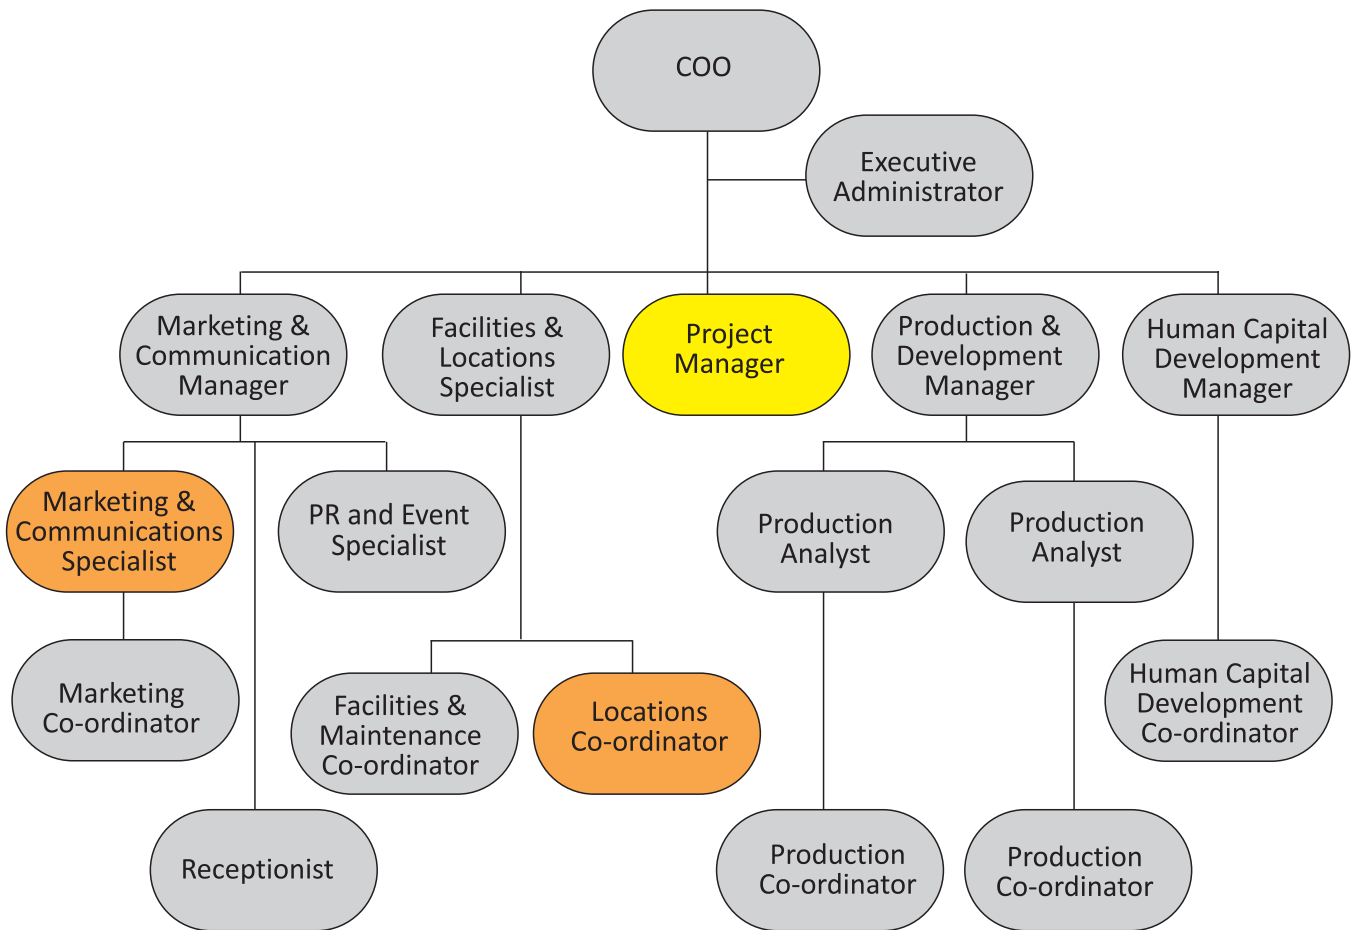 COO
Executive
Administrator
Marketing &
Communication
Manager
Facilities &
Locations
Specialist
Project
Manager
Production &
Development
Manager
Human Capital
Development
Manager
Marketing &
Communications
Specialist
PR and Event
Specialist
Production
Analyst
Production
Analyst
Marketing
Co-ordinator
Facilities &
Maintenance
Co-ordinator
Locations
Co-ordinator
Human Capital
Development
Co-ordinator
Receptionist
Production
Co-ordinator
Production
Co-ordinator